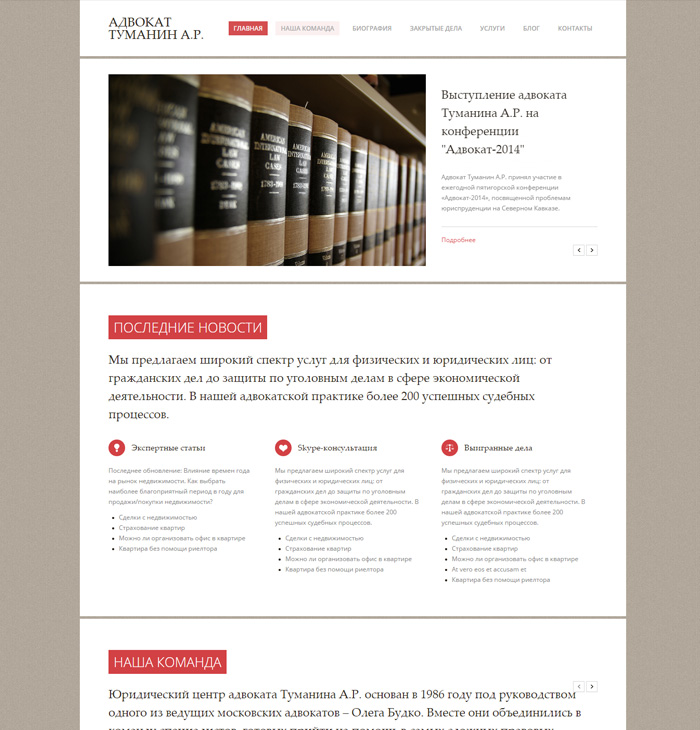 АДВОКАТ
ТУМАНИН А.Р.
ГЛАВНАЯ НАША КОМАНДА БИОГРАФИЯ ЗАКРЫТЫЕ ДЕЛА УСЛУГИ БЛОГ КОНТАКТЫ
AMERICAN
INTERNATIONAL
LAW
CASES
1783-1968
Выступление адвоката
Туманина А.Р. на
конференции
"Адвокат-2014"
Адвокат Туманин А.Р. принял участие в
ежегодной пятигорской конференции
«Адвокат-2014», посвященной проблемам
юриспруденции на Северном Кавказе.
Подробнее
ПОСЛЕДНИЕ НОВОСТИ
Мы предлагаем широкий спектр услуг для физических и юридических лиц: от
гражданских дел до защиты по уголовным делам в сфере экономической
деятельности. В нашей адвокатской практике более 200 успешных судебных
процессов.
Экспертные статьи
Последнее обновление: Влияние времен года
на рынок недвижимости. Как выбрать
наиболее благоприятный период в году для
продажи/покупки недвижимости?
Сделки с недвижимостью
Страхование квартир
Можно ли организовать офис в квартире
Квартира без помощи риелтора
Skype-консультация
Мы предлагаем широкий спектр услуг для
физических и юридических лиц: от
гражданских дел до защиты по уголовным
делам в сфере экономической деятельности. В
нашей адвокатской практике более 200
успешных судебных процессов.
Сделки с недвижимостью
Страхование квартир
Можно ли организовать офис в квартире
Квартира без помощи риелтора
Выигранные дела
Мы предлагаем широкий спектр услуг для
физических и юридических лиц: от
гражданских дел до защиты по уголовным
делам в сфере экономической деятельности. В
нашей адвокатской практике более 200
успешных судебных процессов.
Сделки с недвижимостью
Страхование квартир
Можно ли организовать офис в квартире
At vero eos et accusam et
Квартира без помощи риелтора
НАША КОМАНДА
Юридический центр адвоката Туманина А.Р. основан в 1986 году под руководством
одного из ведущих московских адвокатов – Олега Будко. Вместе они объединились в